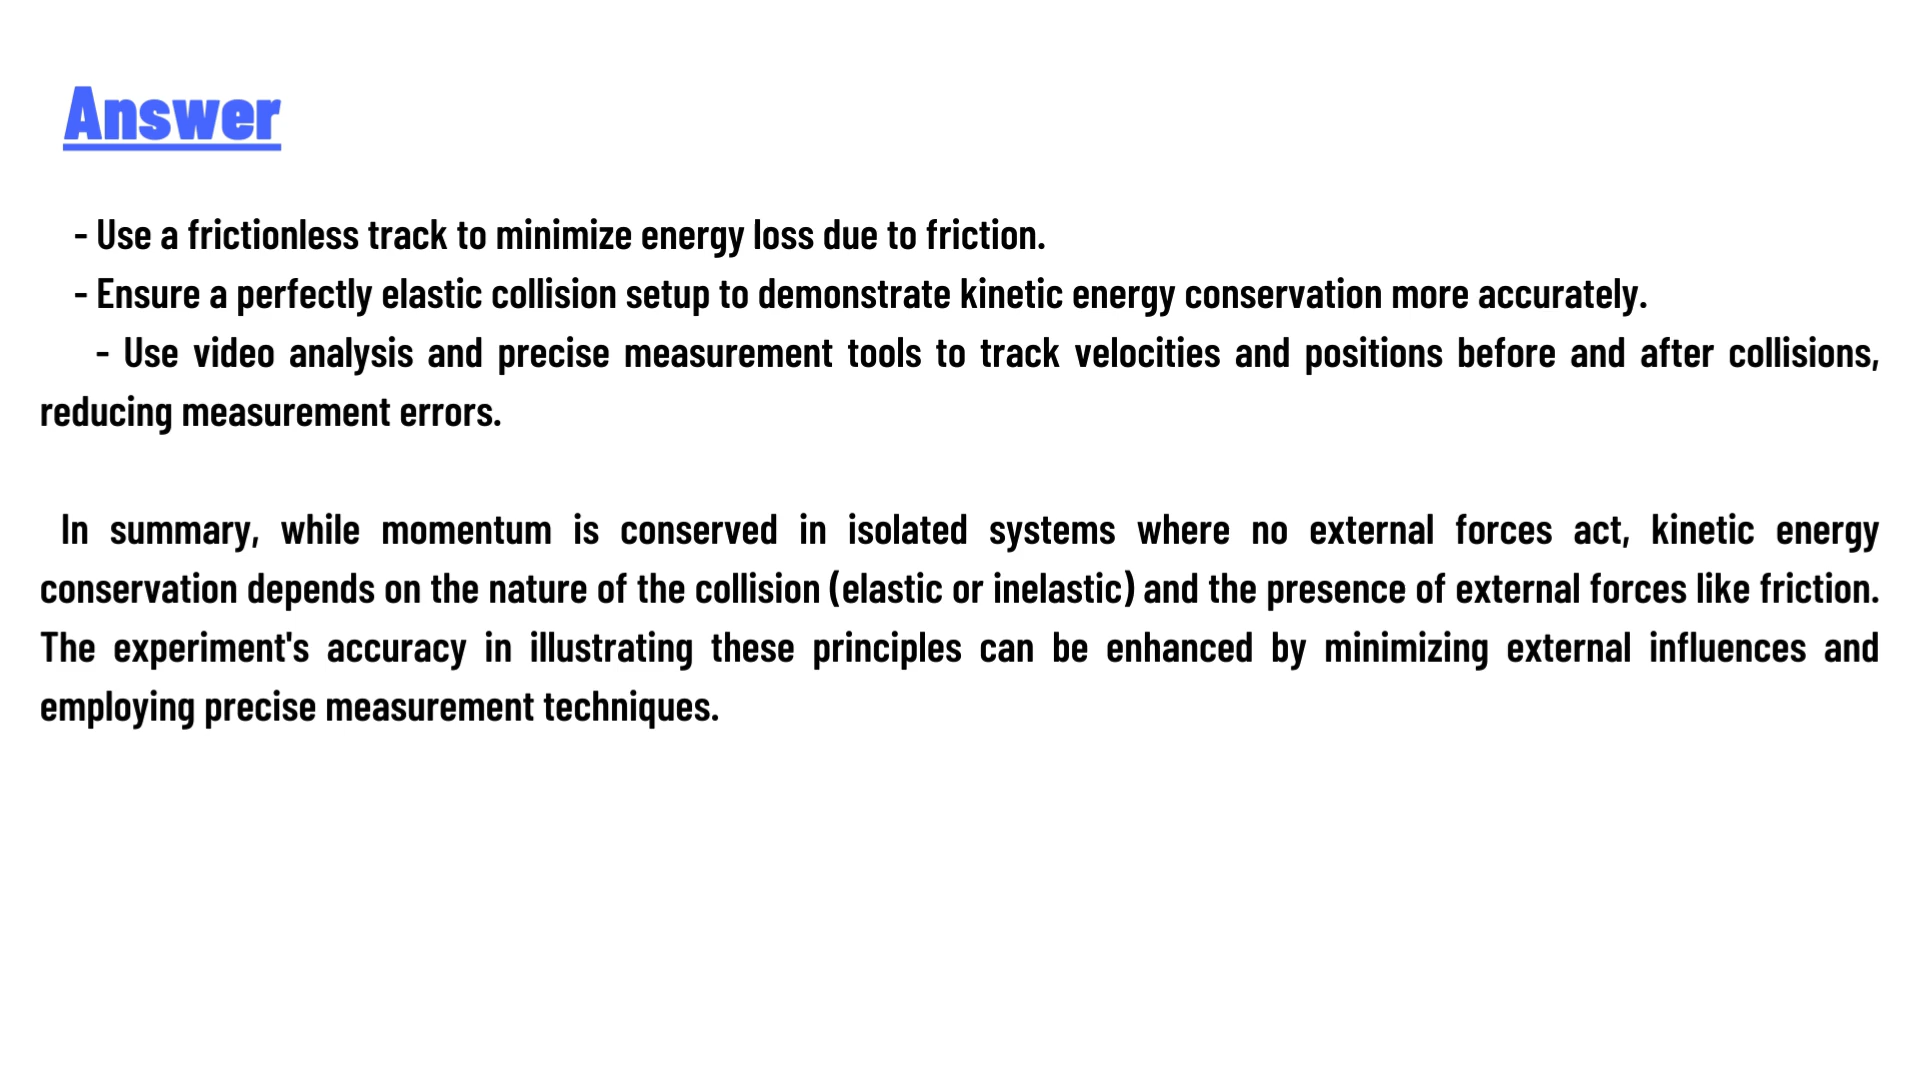 Answer
- Use a frictionless track to minimize energy loss due to friction.
- Ensure a perfectly elastic collision setup to demonstrate kinetic energy conservation more accurately.
- Use video analysis and precise measurement tools to track velocities and positions before and after collisions,
reducing measurement errors.
In summary, while momentum is conserved in isolated systems where no external forces act, kinetic energy
conservation depends on the nature of the collision (elastic or inelastic) and the presence of external forces like friction.
The experiment's accuracy in illustrating these principles can be enhanced by minimizing external influences and
employing precise measurement techniques.